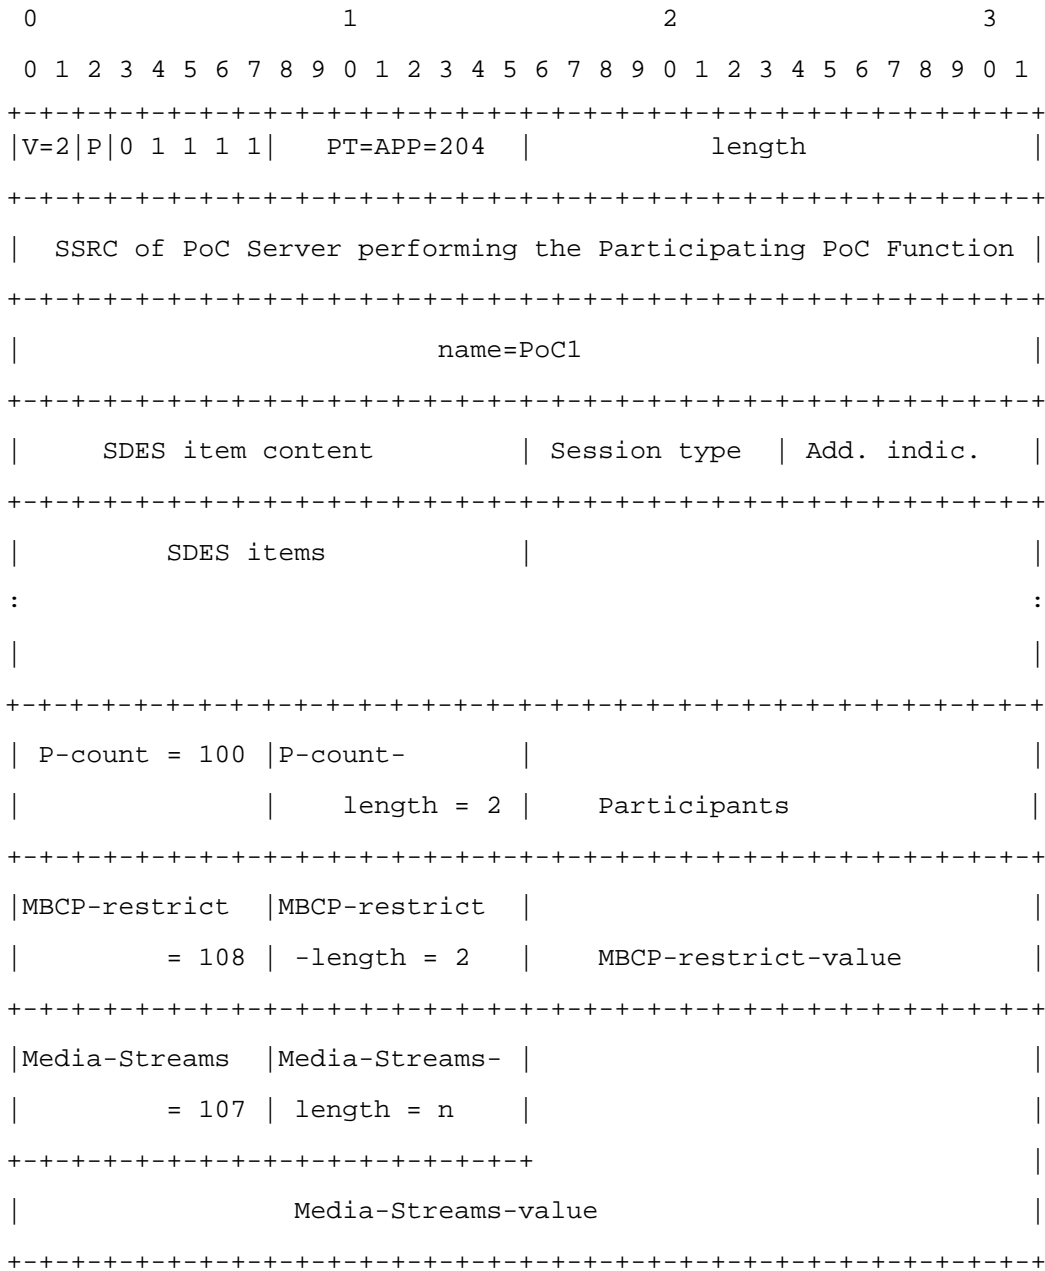 0                   1                   2                   3
0 1 2 3 4 5 6 7 8 9 0 1 2 3 4 5 6 7 8 9 0 1 2 3 4 5 6 7 8 9 0 1
+-+-+-+-+-+-+-+-+-+-+-+-+-+-+-+-+-+-+-+-+-+-+-+-+-+-+-+-+-+-+-+-+
|V=2|P|0 1 1 1 1|   PT=APP=204  |           length              |
+-+-+-+-+-+-+-+-+-+-+-+-+-+-+-+-+-+-+-+-+-+-+-+-+-+-+-+-+-+-+-+-+
|  SSRC of PoC Server performing the Participating PoC Function |
+-+-+-+-+-+-+-+-+-+-+-+-+-+-+-+-+-+-+-+-+-+-+-+-+-+-+-+-+-+-+-+-+
|                          name=PoC1                            |
+-+-+-+-+-+-+-+-+-+-+-+-+-+-+-+-+-+-+-+-+-+-+-+-+-+-+-+-+-+-+-+-+
|     SDES item content         | Session type  | Add. indic.   |
+-+-+-+-+-+-+-+-+-+-+-+-+-+-+-+-+-+-+-+-+-+-+-+-+-+-+-+-+-+-+-+-+
|         SDES items            |                               |
:                                                               :
|                                                               |
+-+-+-+-+-+-+-+-+-+-+-+-+-+-+-+-+-+-+-+-+-+-+-+-+-+-+-+-+-+-+-+-+
| P-count = 100 |P-count-       |                               |
|               |    length = 2 |    Participants               |
+-+-+-+-+-+-+-+-+-+-+-+-+-+-+-+-+-+-+-+-+-+-+-+-+-+-+-+-+-+-+-+-+
|MBCP-restrict  |MBCP-restrict  |                               |
|         = 108 | -length = 2   |    MBCP-restrict-value        |
+-+-+-+-+-+-+-+-+-+-+-+-+-+-+-+-+-+-+-+-+-+-+-+-+-+-+-+-+-+-+-+-+
|Media-Streams  |Media-Streams- |                               |
|         = 107 | length = n    |                               |
+-+-+-+-+-+-+-+-+-+-+-+-+-+-+-+-+                               |
|                 Media-Streams-value                           |
+-+-+-+-+-+-+-+-+-+-+-+-+-+-+-+-+-+-+-+-+-+-+-+-+-+-+-+-+-+-+-+-+